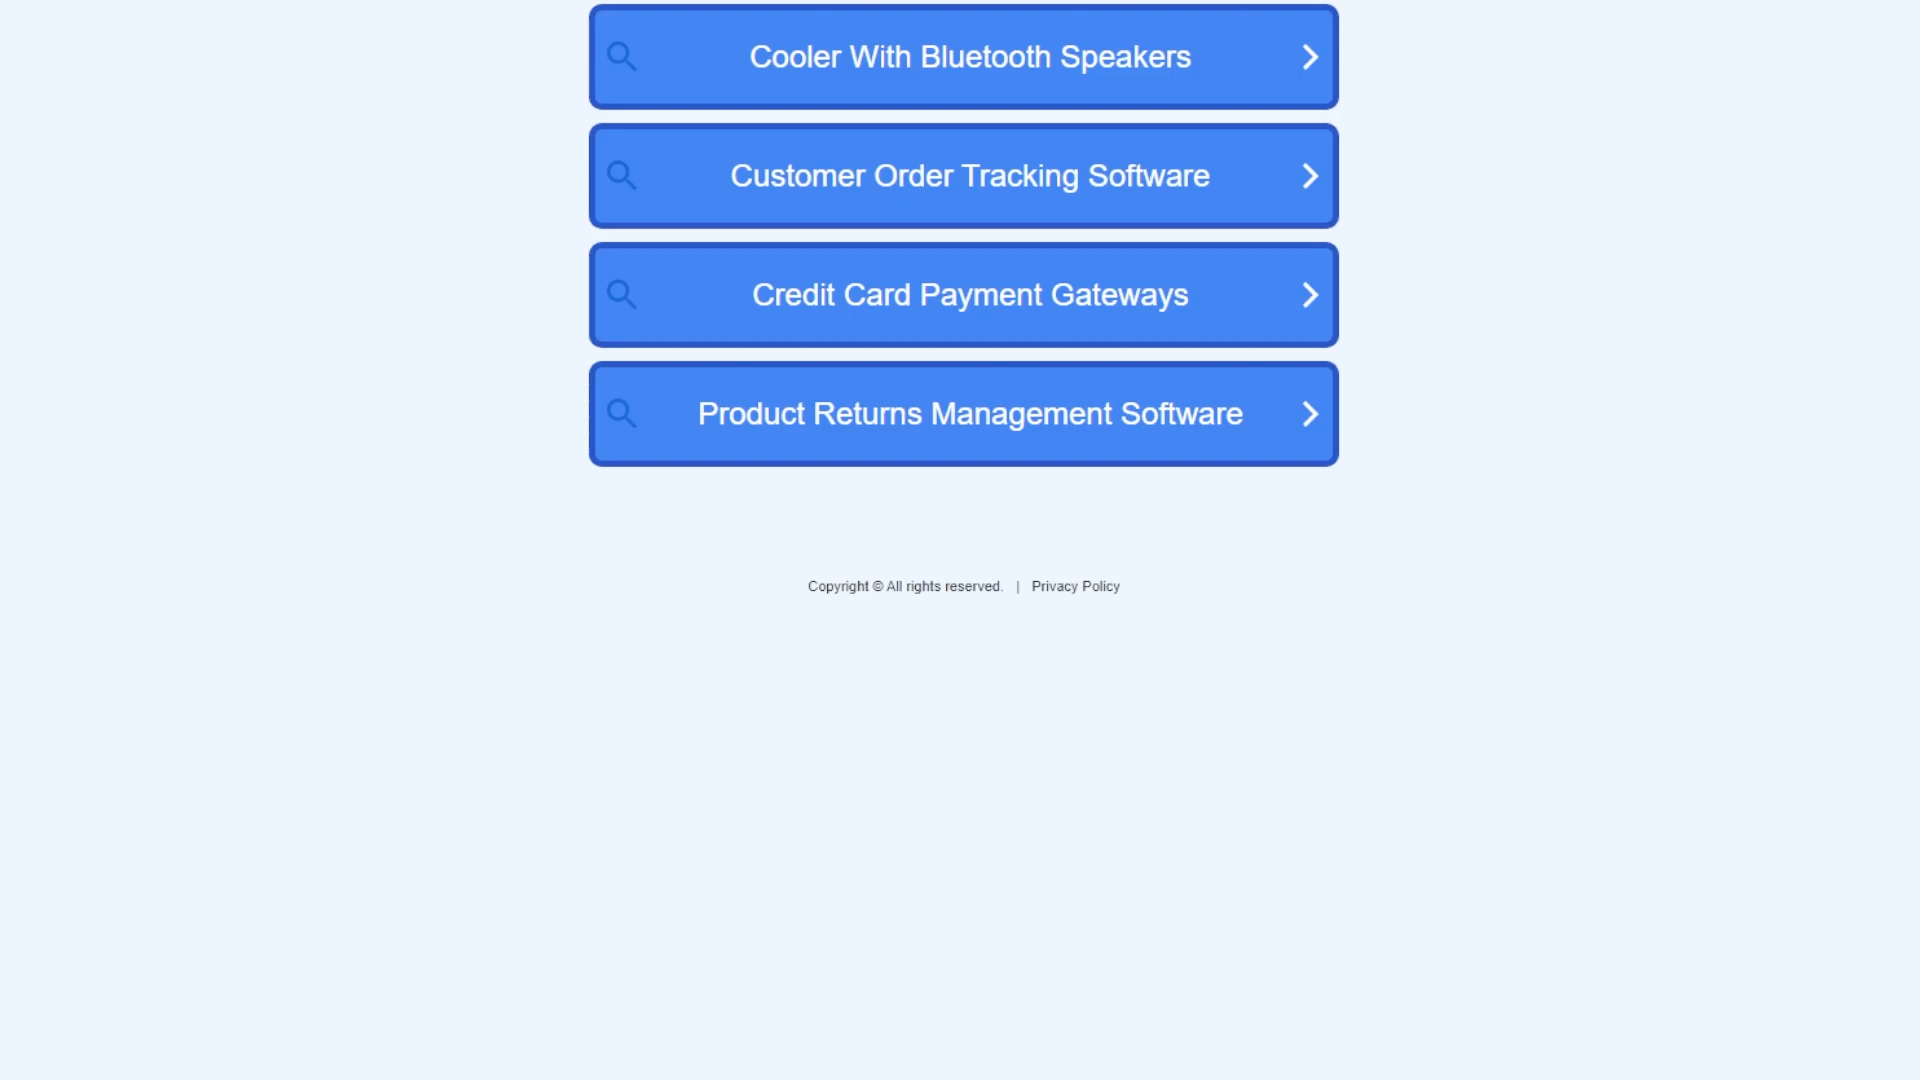 Cooler With Bluetooth Speakers
Customer Order Tracking Software
Credit Card Payment Gateways
Product Returns Management Software
Copyright © All rights reserved. | Privacy Policy